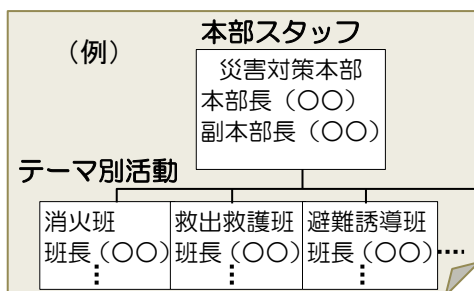 本部スタッフ
（例）
災害対策本部
本部長（〇〇）
副本部長（〇〇）
テーマ別活動
消火班
班長（〇〇）
⋮
救出救護班
班長（〇〇）
⋮
避難誘導班
班長（〇〇）
⋮
....